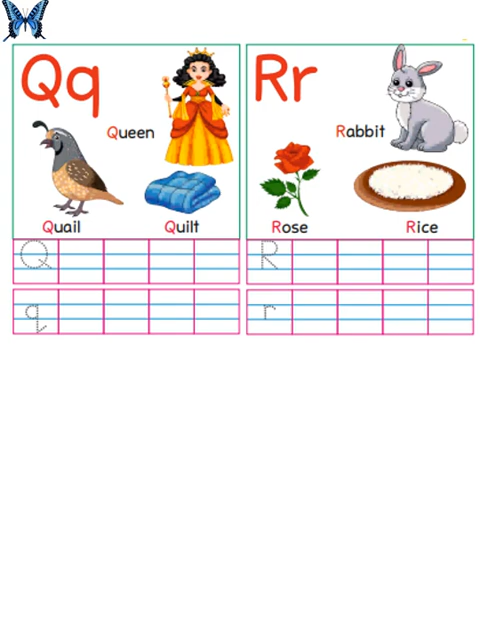 Qq
Queen
Quail
Quilt
Q
q
Rr
Rabbit
Rose
Rice
R
r